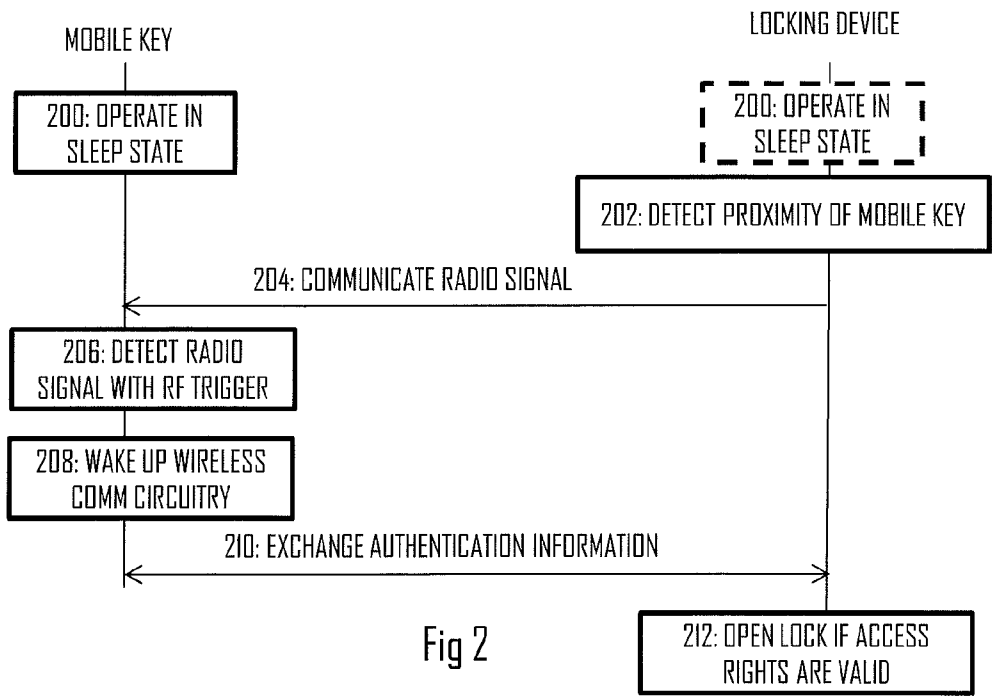 MOBILE KEY
LOCKING DEVICE
200: OPERATE IN
SLEEP STATE
200: OPERATE IN
SLEEP STATE
202: DETECT PROXIMITY OF MOBILE KEY
204: COMMUNICATE RADIO SIGNAL
206: DETECT RADIO
SIGNAL WITH RF TRIGGER
208: WAKE UP WIRELESS
COMM CIRCUITRY
210: EXCHANGE AUTHENTICATION INFORMATION
212: OPEN LOCK IF ACCESS
RIGHTS ARE VALID
Fig 2